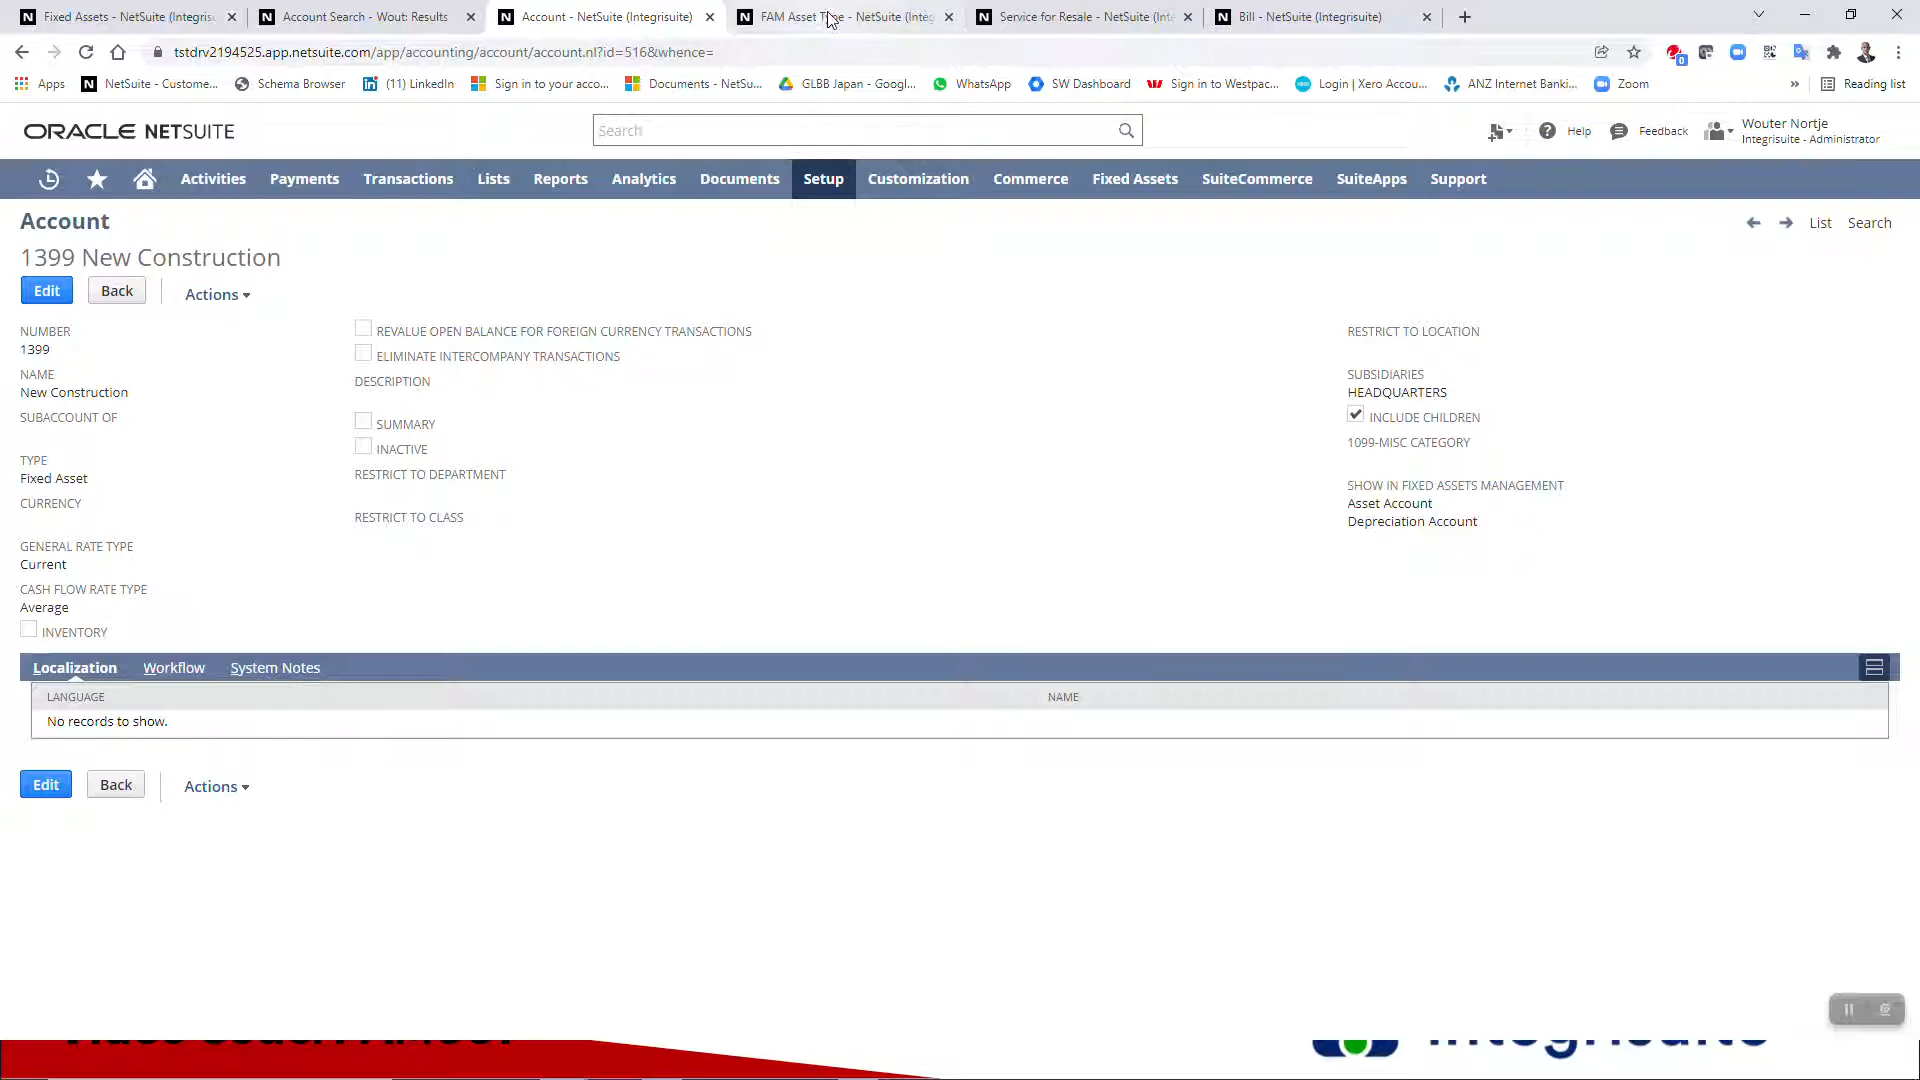 Fixed Assets - NetSuite (Integris
Account Search - Wout: Results
Account - NetSuite (Integrisuite)
FAM Asset Type - NetSuite (Integ
Service for Resale - NetSuite (Int
Bill - NetSuite (Integrisuite)
tstdrv2194525.app.netsuite.com/app/accounting/account/account.nl?id=516&whence=
Apps
NetSuite - Custome...
Schema Browser
(11) LinkedIn
Sign in to your acco...
Documents - NetSu...
GLBB Japan - Googl...
WhatsApp
SW Dashboard
Sign in to Westpac...
Login | Xero Accou...
ANZ Internet Banki...
Zoom
»
Reading list
ORACLE NETSUITE
Search
Help
Feedback
Wouter Nortje
Integrisuite - Administrator
Activities
Payments
Transactions
Lists
Reports
Analytics
Documents
Setup
Customization
Commerce
Fixed Assets
SuiteCommerce
SuiteApps
Support
Account
List
Search
1399 New Construction
Edit
Back
Actions
NUMBER
1399
NAME
New Construction
SUBACCOUNT OF
TYPE
Fixed Asset
CURRENCY
GENERAL RATE TYPE
Current
CASH FLOW RATE TYPE
Average
INVENTORY
REVALUE OPEN BALANCE FOR FOREIGN CURRENCY TRANSACTIONS
ELIMINATE INTERCOMPANY TRANSACTIONS
DESCRIPTION
SUMMARY
INACTIVE
RESTRICT TO DEPARTMENT
RESTRICT TO CLASS
RESTRICT TO LOCATION
SUBSIDIARIES
HEADQUARTERS
INCLUDE CHILDREN
1099-MISC CATEGORY
SHOW IN FIXED ASSETS MANAGEMENT
Asset Account
Depreciation Account
Localization
Workflow
System Notes
LANGUAGE
NAME
No records to show.
Edit
Back
Actions